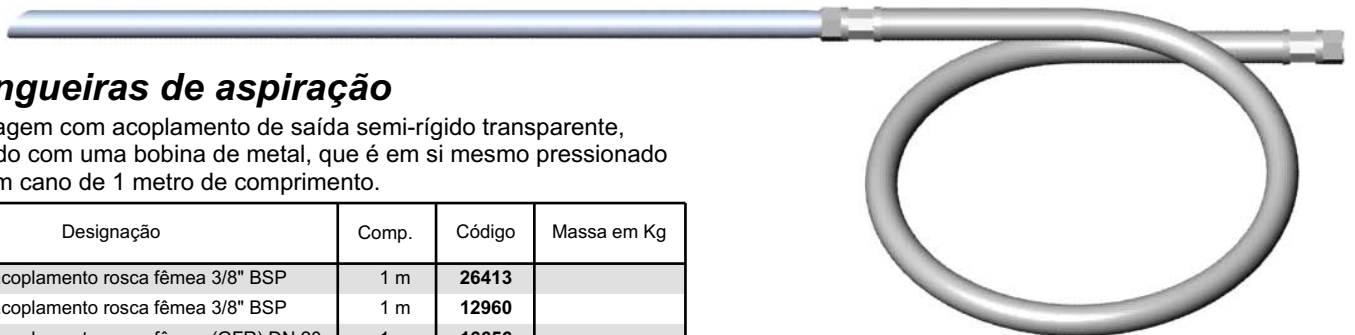 ngueiras de aspiração
agem com acoplamento de saída semi-rígido transparente,
do com uma bobina de metal, que é em si mesmo pressionado
m cano de 1 metro de comprimento.
Designação Comp. Código Massa em Kg
coplamento rosca fêmea 3/8" BSP 1 m 26413
coplamento rosca fêmea 3/8" BSP 1 m 12960